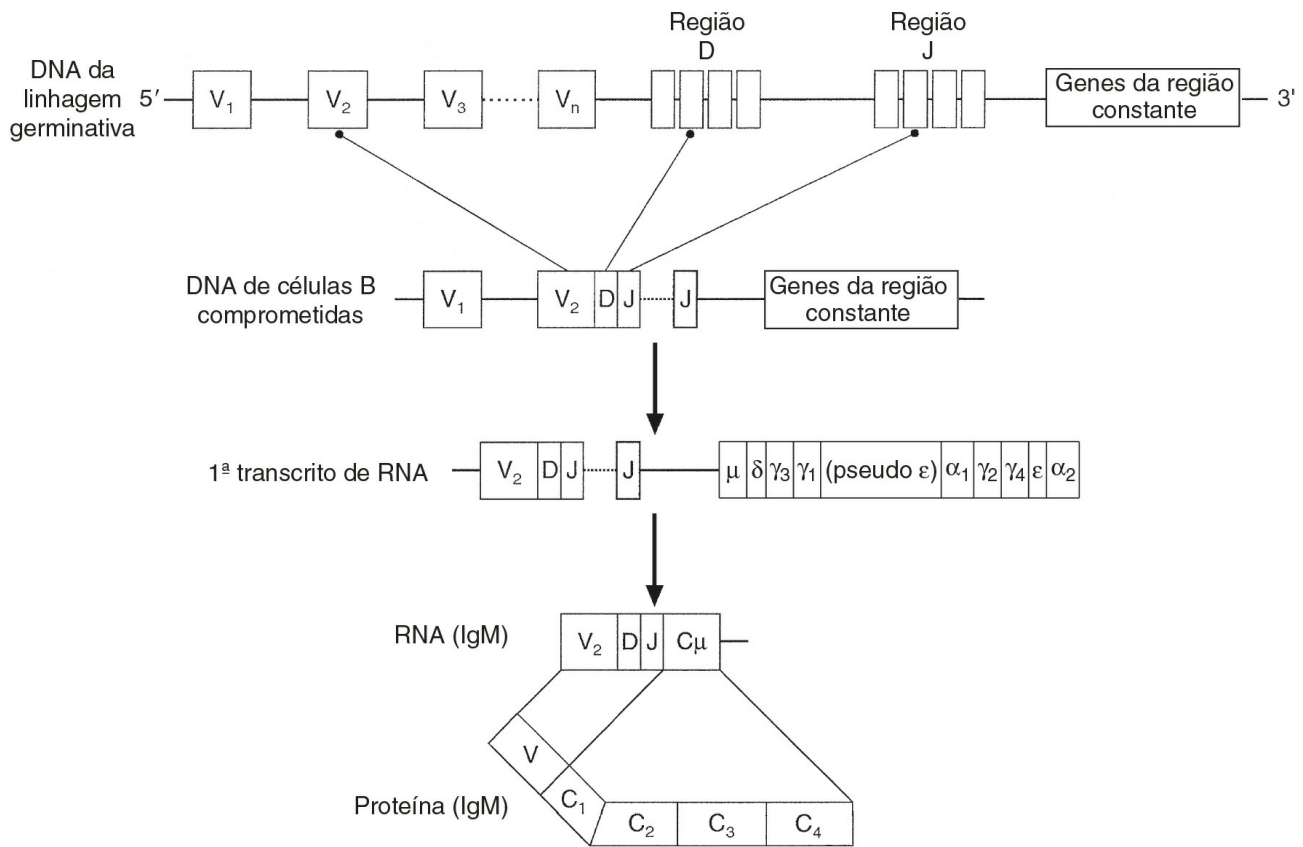 Região
D
Região
J
DNA da
linhagem
germinativa
5′ V₁ V₂ V₃ Vₙ Genes da região
constante 3'
DNA de células B
comprometidas
V₁ V₂ D J J Genes da região
constante
1ª transcrito de RNA V₂ D J J μ δ γ₃ γ₁ (pseudo ε) α₁ γ₂ γ₄ ε α₂
RNA (IgM) V₂ D J Cμ
V
Proteína (IgM) C₁ C₂ C₃ C₄